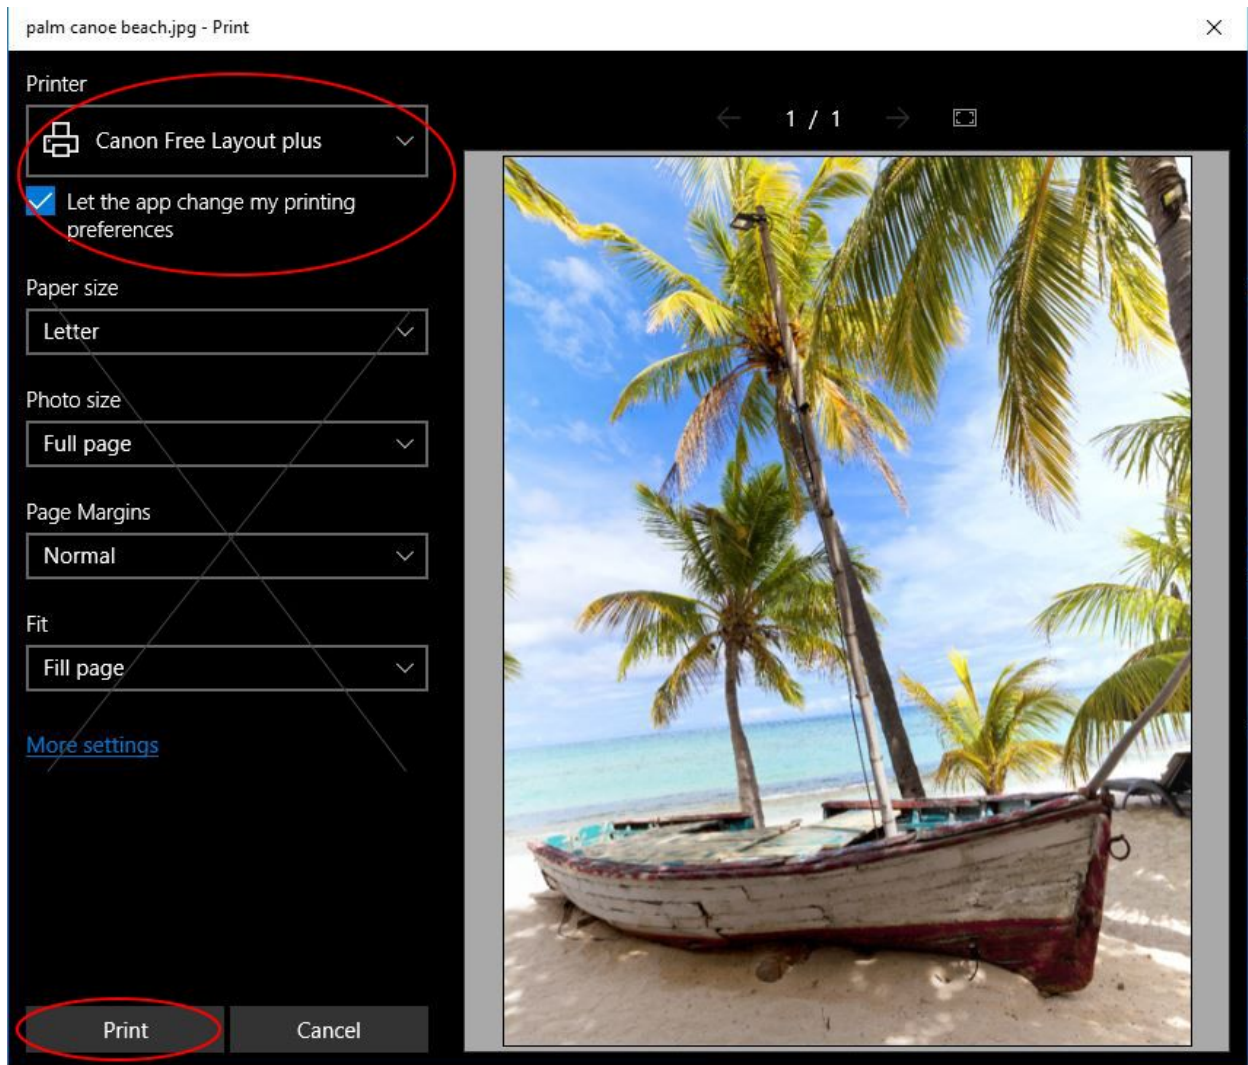 palm canoe beach.jpg - Print
Printer
Canon Free Layout plus
Let the app change my printing
preferences
Paper size
Letter
Photo size
Full page
Page Margins
Normal
Fit
Fill page
More settings
Print
Cancel
1 / 1